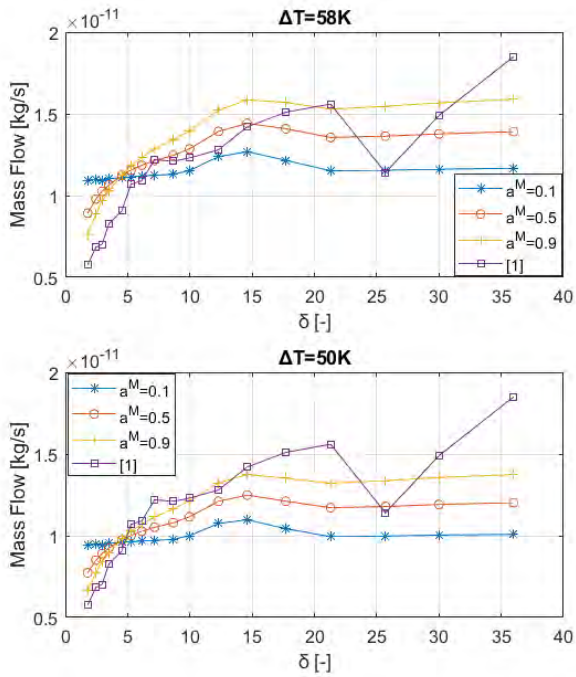 ΔT=58K
× 10⁻¹¹
2
1.5
1
0.5
Mass Flow [kg/s]
0 5 10 15 20 25 30 35 40
δ [-]
aᴹ=0.1
aᴹ=0.5
aᴹ=0.9
[1]
ΔT=50K
× 10⁻¹¹
2
1.5
1
0.5
Mass Flow [kg/s]
0 5 10 15 20 25 30 35 40
δ [-]
aᴹ=0.1
aᴹ=0.5
aᴹ=0.9
[1]